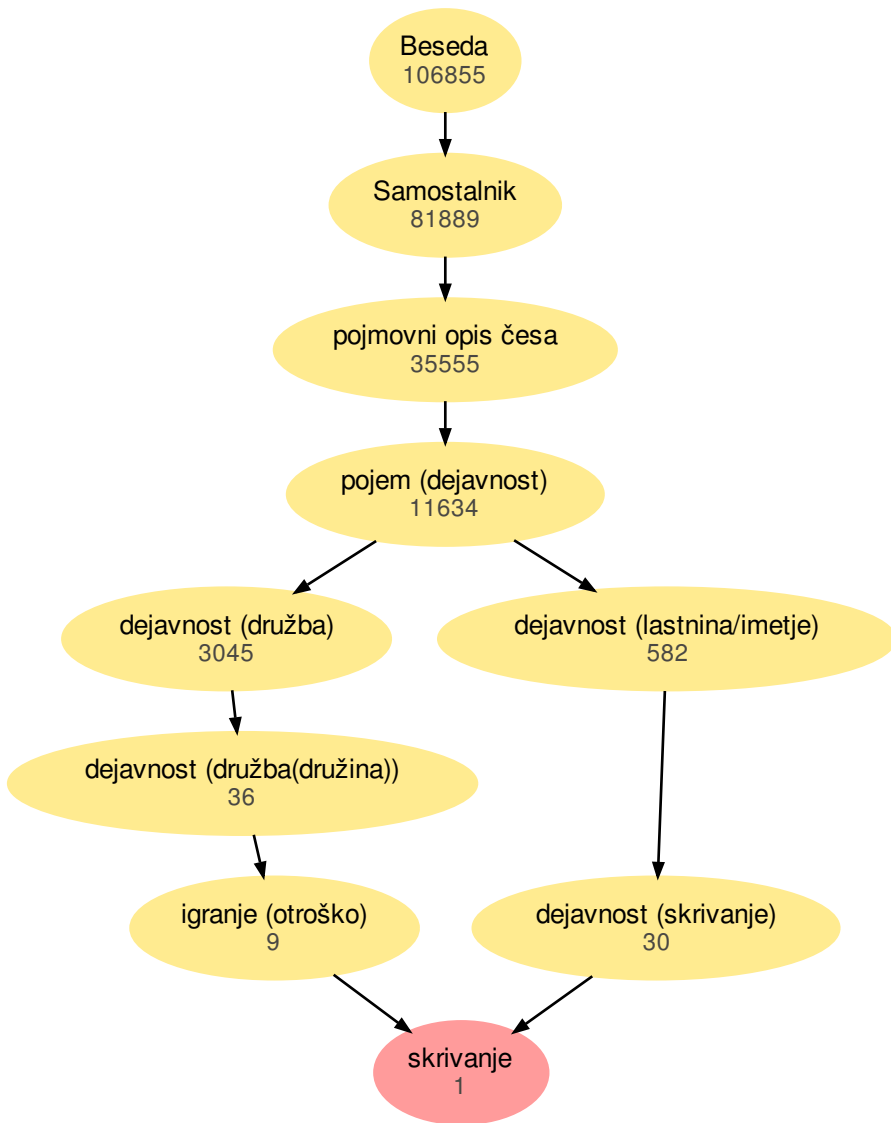 Beseda
106855
Samostalnik
81889
pojmovni opis česa
35555
pojem (dejavnost)
11634
dejavnost (družba)
3045
dejavnost (lastnina/imetje)
582
dejavnost (družba(družina))
36
igranje (otroško)
9
dejavnost (skrivanje)
30
skrivanje
1